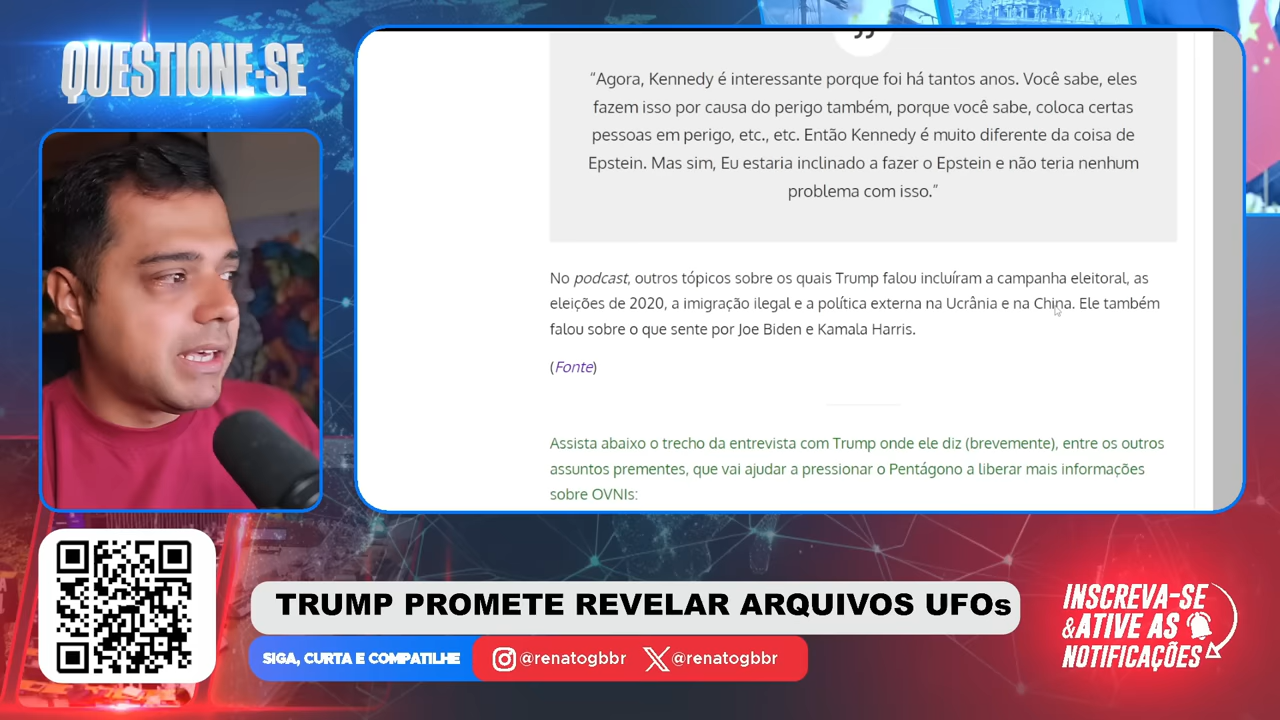 QUESTIONE-SE
“Agora, Kennedy é interessante porque foi há tantos anos. Você sabe, eles
fazem isso por causa do perigo também, porque você sabe, coloca certas
pessoas em perigo, etc., etc. Então Kennedy é muito diferente da coisa de
Epstein. Mas sim, Eu estaria inclinado a fazer o Epstein e não teria nenhum
problema com isso.”
No podcast, outros tópicos sobre os quais Trump falou incluíram a campanha eleitoral, as
eleições de 2020, a imigração ilegal e a política externa na Ucrânia e na China. Ele também
falou sobre o que sente por Joe Biden e Kamala Harris.
(Fonte)
Assista abaixo o trecho da entrevista com Trump onde ele diz (brevemente), entre os outros
assuntos prementes, que vai ajudar a pressionar o Pentágono a liberar mais informações
sobre OVNIs:
TRUMP PROMETE REVELAR ARQUIVOS UFOs
SIGA, CURTA E COMPATILHE
@renatogbbr
@renatogbbr
INSCREVA-SE
&ATIVE AS
NOTIFICAÇÕES